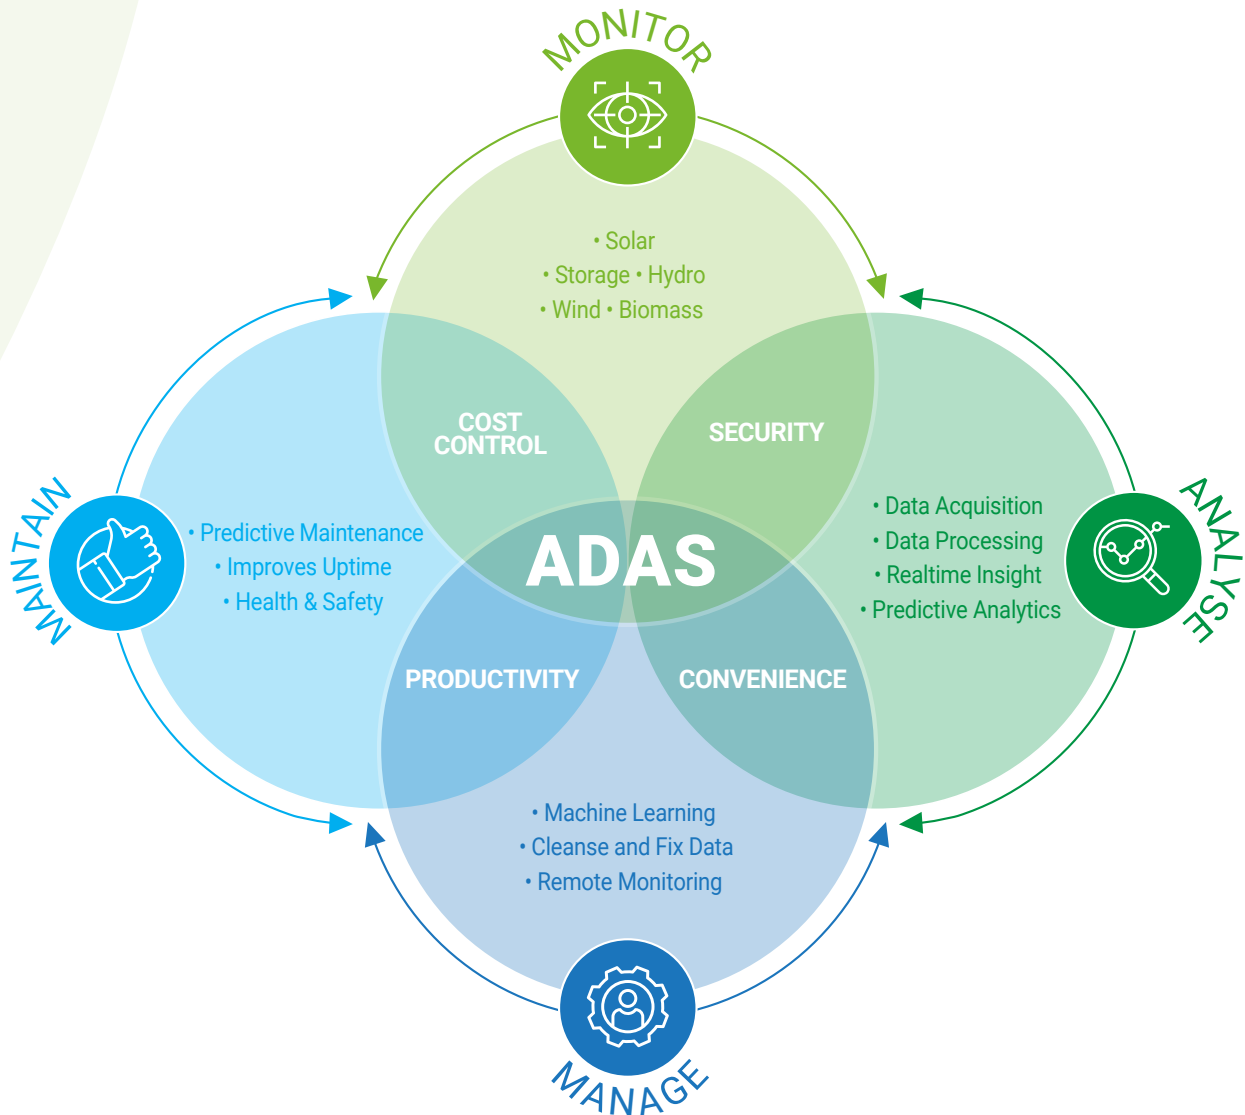 MONITOR
• Solar
• Storage • Hydro
• Wind • Biomass
COST
CONTROL
SECURITY
MAINTAIN
• Predictive Maintenance
• Improves Uptime
• Health & Safety
ADAS
ANALYSE
• Data Acquisition
• Data Processing
• Realtime Insight
• Predictive Analytics
PRODUCTIVITY
CONVENIENCE
• Machine Learning
• Cleanse and Fix Data
• Remote Monitoring
MANAGE